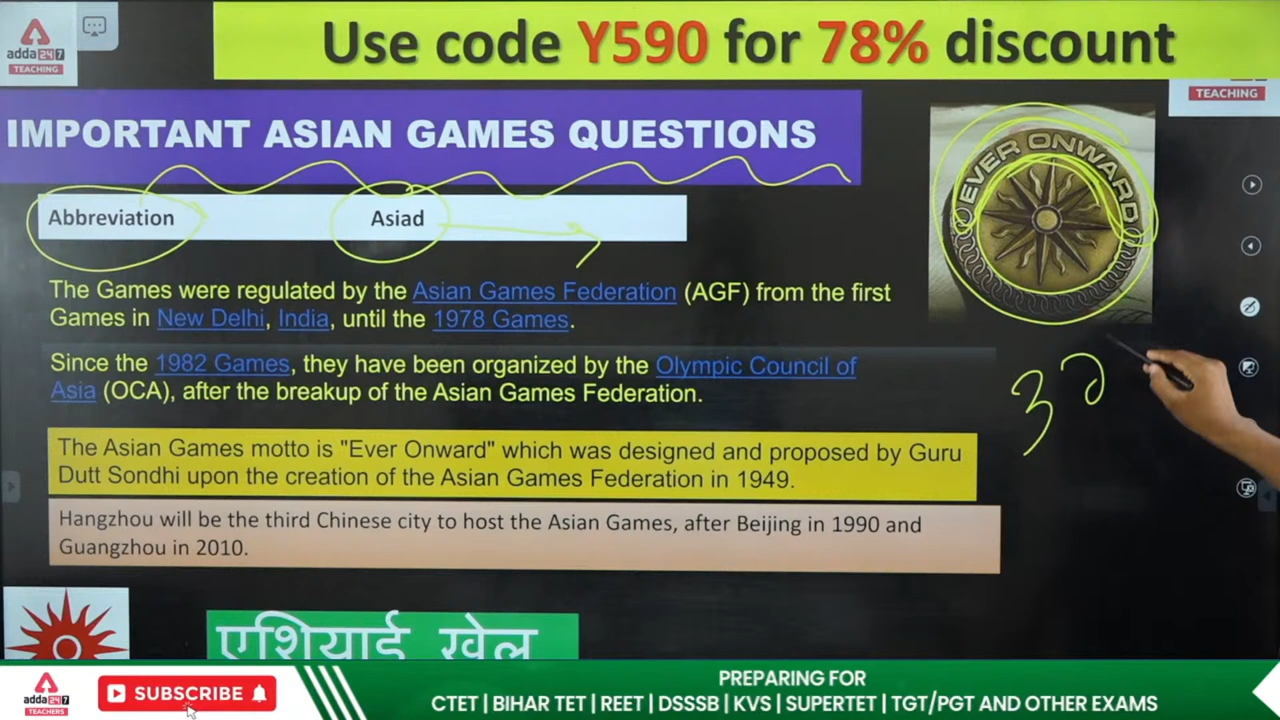 Use code Y590 for 78% discount
adda247
TEACHING
TEACHING
IMPORTANT ASIAN GAMES QUESTIONS
EVER ONWARD
Abbreviation Asiad
The Games were regulated by the Asian Games Federation (AGF) from the first
Games in New Delhi, India, until the 1978 Games.
Since the 1982 Games, they have been organized by the Olympic Council of
Asia (OCA), after the breakup of the Asian Games Federation.
The Asian Games motto is "Ever Onward" which was designed and proposed by Guru
Dutt Sondhi upon the creation of the Asian Games Federation in 1949.
Hangzhou will be the third Chinese city to host the Asian Games, after Beijing in 1990 and
Guangzhou in 2010.
एशियाई खेल
adda247
TEACHERS
SUBSCRIBE
PREPARING FOR
CTET | BIHAR TET | REET | DSSSB | KVS | SUPERTET | TGT/PGT AND OTHER EXAMS